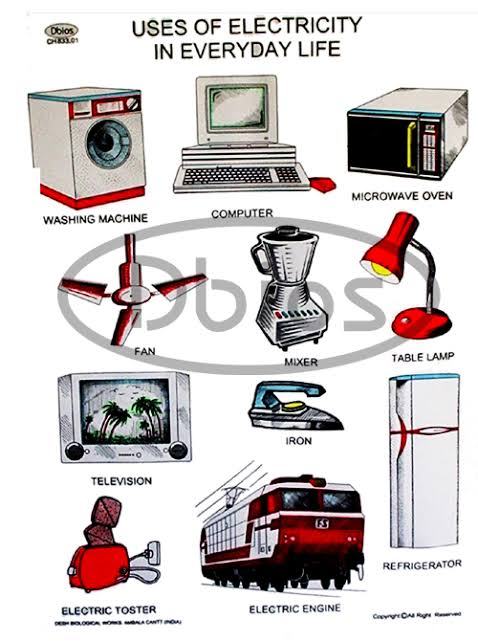 Dbios
CH833.01
USES OF ELECTRICITY
IN EVERYDAY LIFE
WASHING MACHINE
COMPUTER
MICROWAVE OVEN
Dbios
FAN
MIXER
TABLE LAMP
TELEVISION
IRON
REFRIGERATOR
FS
ELECTRIC TOSTER
ELECTRIC ENGINE
DESH BIOLOGICAL WORKS. AMBALA CANTT (INDIA)
Copyright ©All Right Reserved